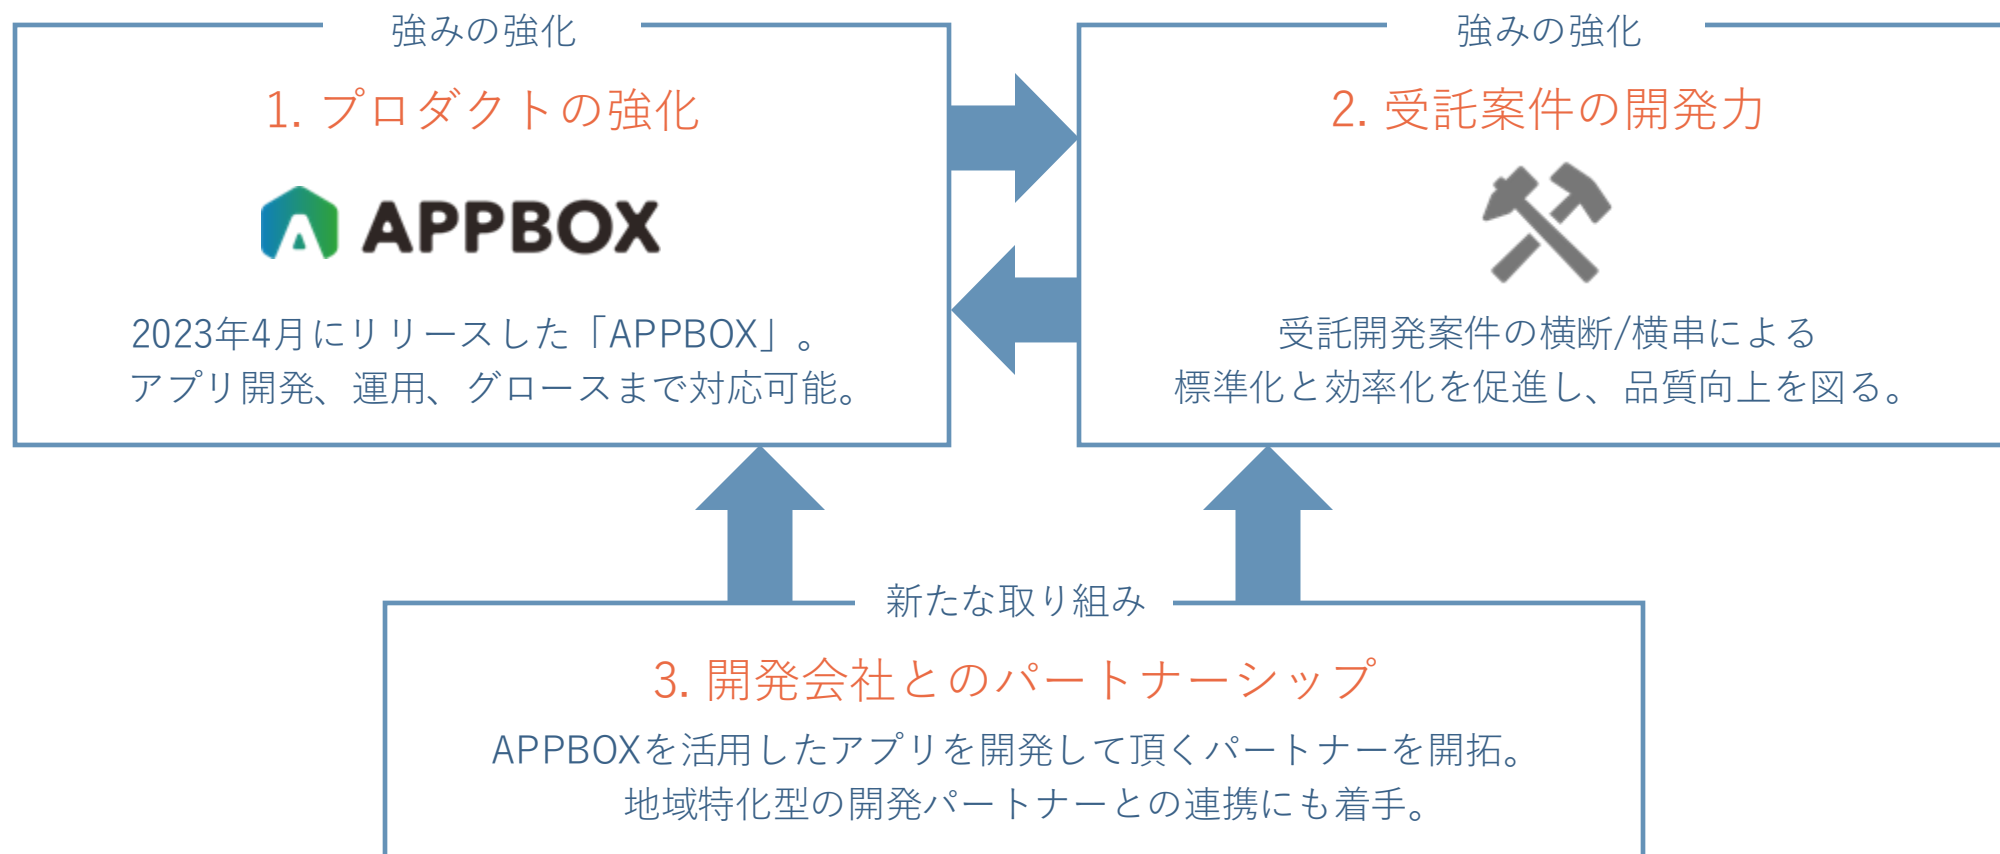 強みの強化
1. プロダクトの強化
APPBOX
2023年4月にリリースした「APPBOX」。
アプリ開発、運用、グロースまで対応可能。
強みの強化
2. 受託案件の開発力
受託開発案件の横断/横串による
標準化と効率化を促進し、品質向上を図る。
新たな取り組み
3. 開発会社とのパートナーシップ
APPBOXを活用したアプリを開発して頂くパートナーを開拓。
地域特化型の開発パートナーとの連携にも着手。